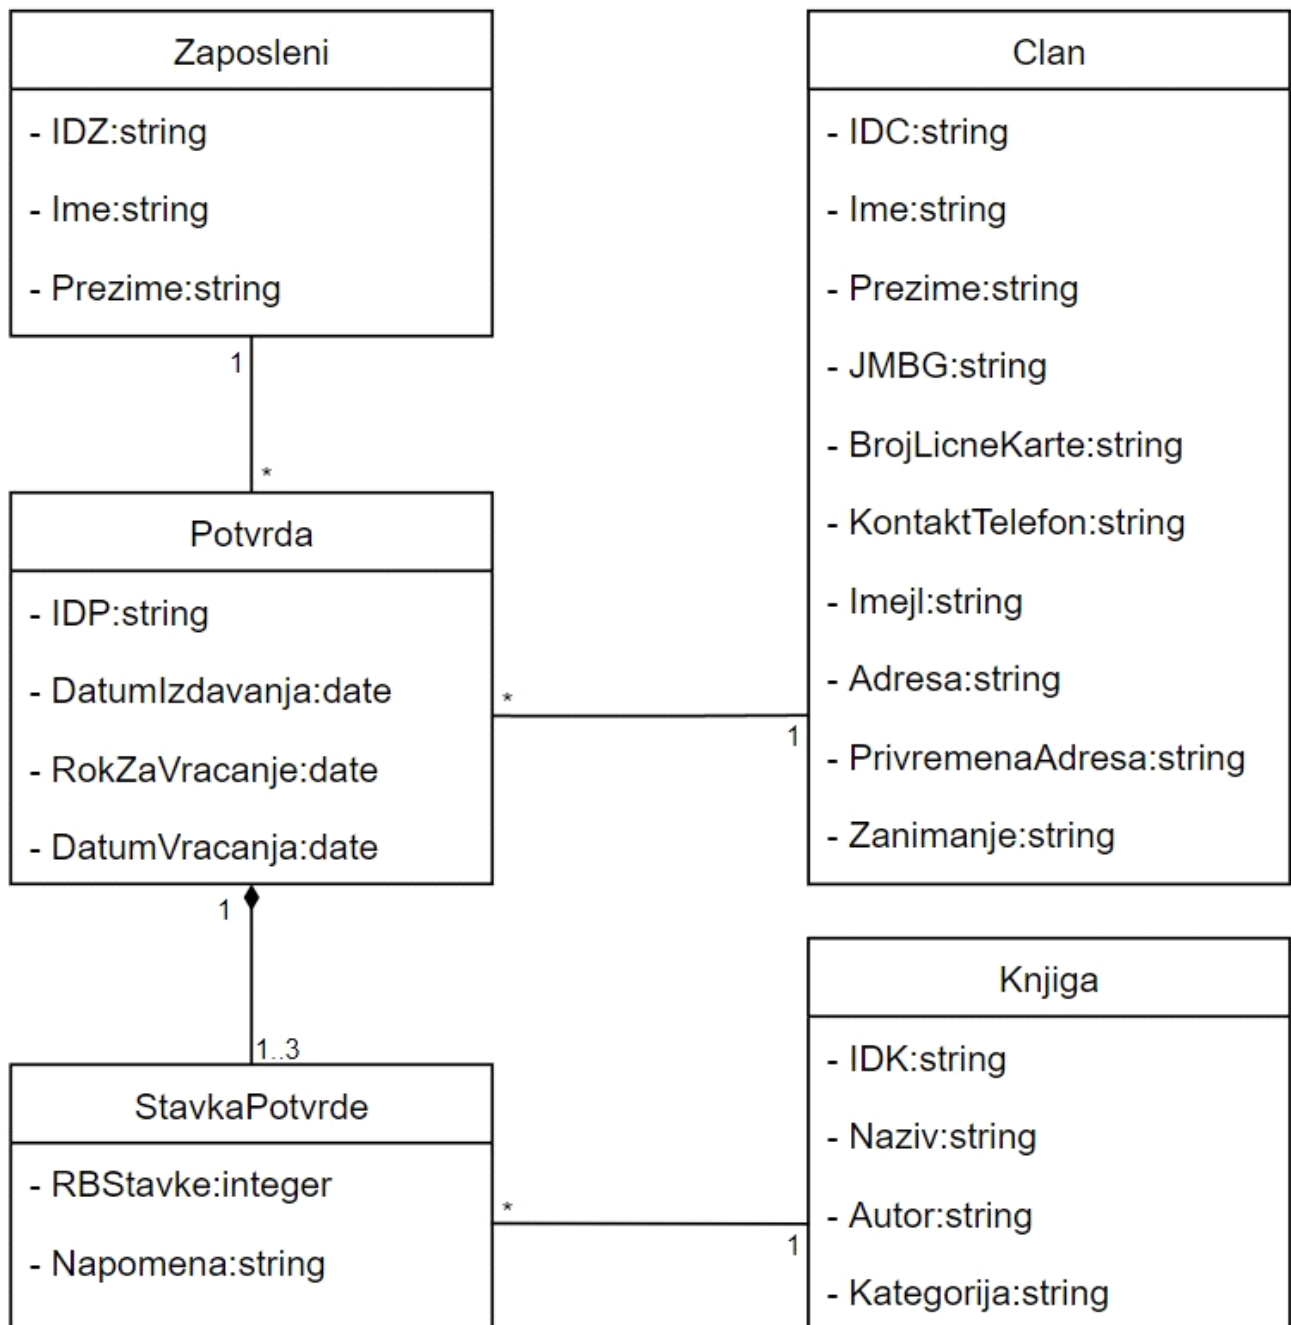 Zaposleni
- IDZ:string
- Ime:string
- Prezime:string
1
*
Potvrda
- IDP:string
- DatumIzdavanja:date
- RokZaVracanje:date
- DatumVracanja:date
1
1..3
StavkaPotvrde
- RBStavke:integer
- Napomena:string
*
1
*
1
Clan
- IDC:string
- Ime:string
- Prezime:string
- JMBG:string
- BrojLicneKarte:string
- KontaktTelefon:string
- Imejl:string
- Adresa:string
- PrivremenaAdresa:string
- Zanimanje:string
Knjiga
- IDK:string
- Naziv:string
- Autor:string
- Kategorija:string